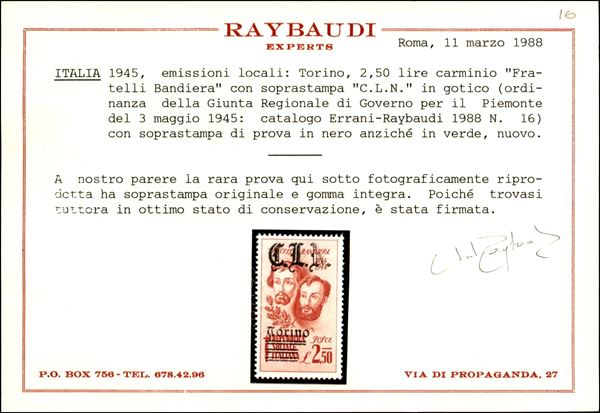 16
RAYBAUDI
EXPERTS
Roma, 11 marzo 1988
ITALIA 1945, emissioni locali: Torino, 2,50 lire carminio "Fra-
telli Bandiera" con soprastampa "C.L.N." in gotico (ordi-
nanza della Giunta Regionale di Governo per il Piemonte
del 3 maggio 1945: catalogo Errani-Raybaudi 1988 N. 16)
con soprastampa di prova in nero anziché in verde, nuovo.
A nostro parere la rara prova qui sotto fotograficamente ripro-
dotta ha soprastampa originale e gomma integra. Poiché trovasi
tuttora in ottimo stato di conservazione, è stata firmata.
C.L.N.
Torino
REPUBBLICA
SOCIALE
ITALIANA
£2.50
P.O. BOX 756 - TEL. 678.42.96
VIA DI PROPAGANDA, 27